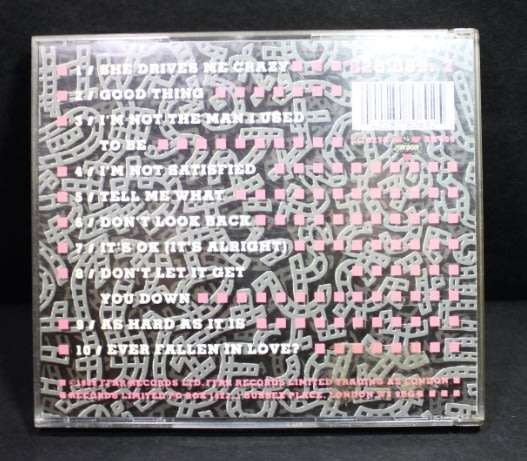 1 / SHE DRIVES ME CRAZY
2 / GOOD THING
3 / I'M NOT THE MAN I USED
TO BE
4 / I'M NOT SATISFIED
5 / TELL ME WHAT
6 / DON'T LOOK BACK
7 / IT'S OK (IT'S ALRIGHT)
8 / DON'T LET IT GET
YOU DOWN
9 / AS HARD AS IT IS
10 / EVER FALLEN IN LOVE?
RECORDS LTD. FFRR RECORDS LIMITED TRADING AS LONDON
RECORDS LIMITED PO BOX 1422, 1 SUSSEX PLACE, LONDON